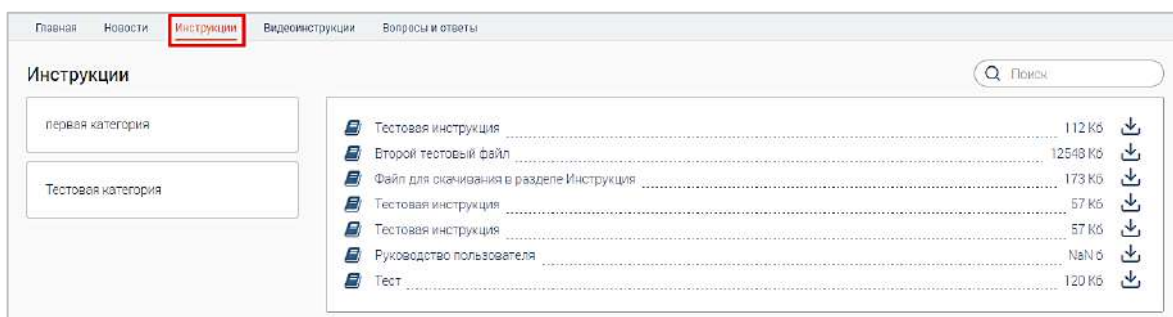 Главная Новости Инструкции Видеоинструкции Вопросы и ответы
Инструкции
Поиск
первая категория
Тестовая категория
Тестовая инструкция 112 Кб
Второй тестовый файл 12548 Кб
Файл для скачивания в разделе Инструкция 173 Кб
Тестовая инструкция 57 Кб
Тестовая инструкция 57 Кб
Руководство пользователя NaN б
Тест 120 Кб